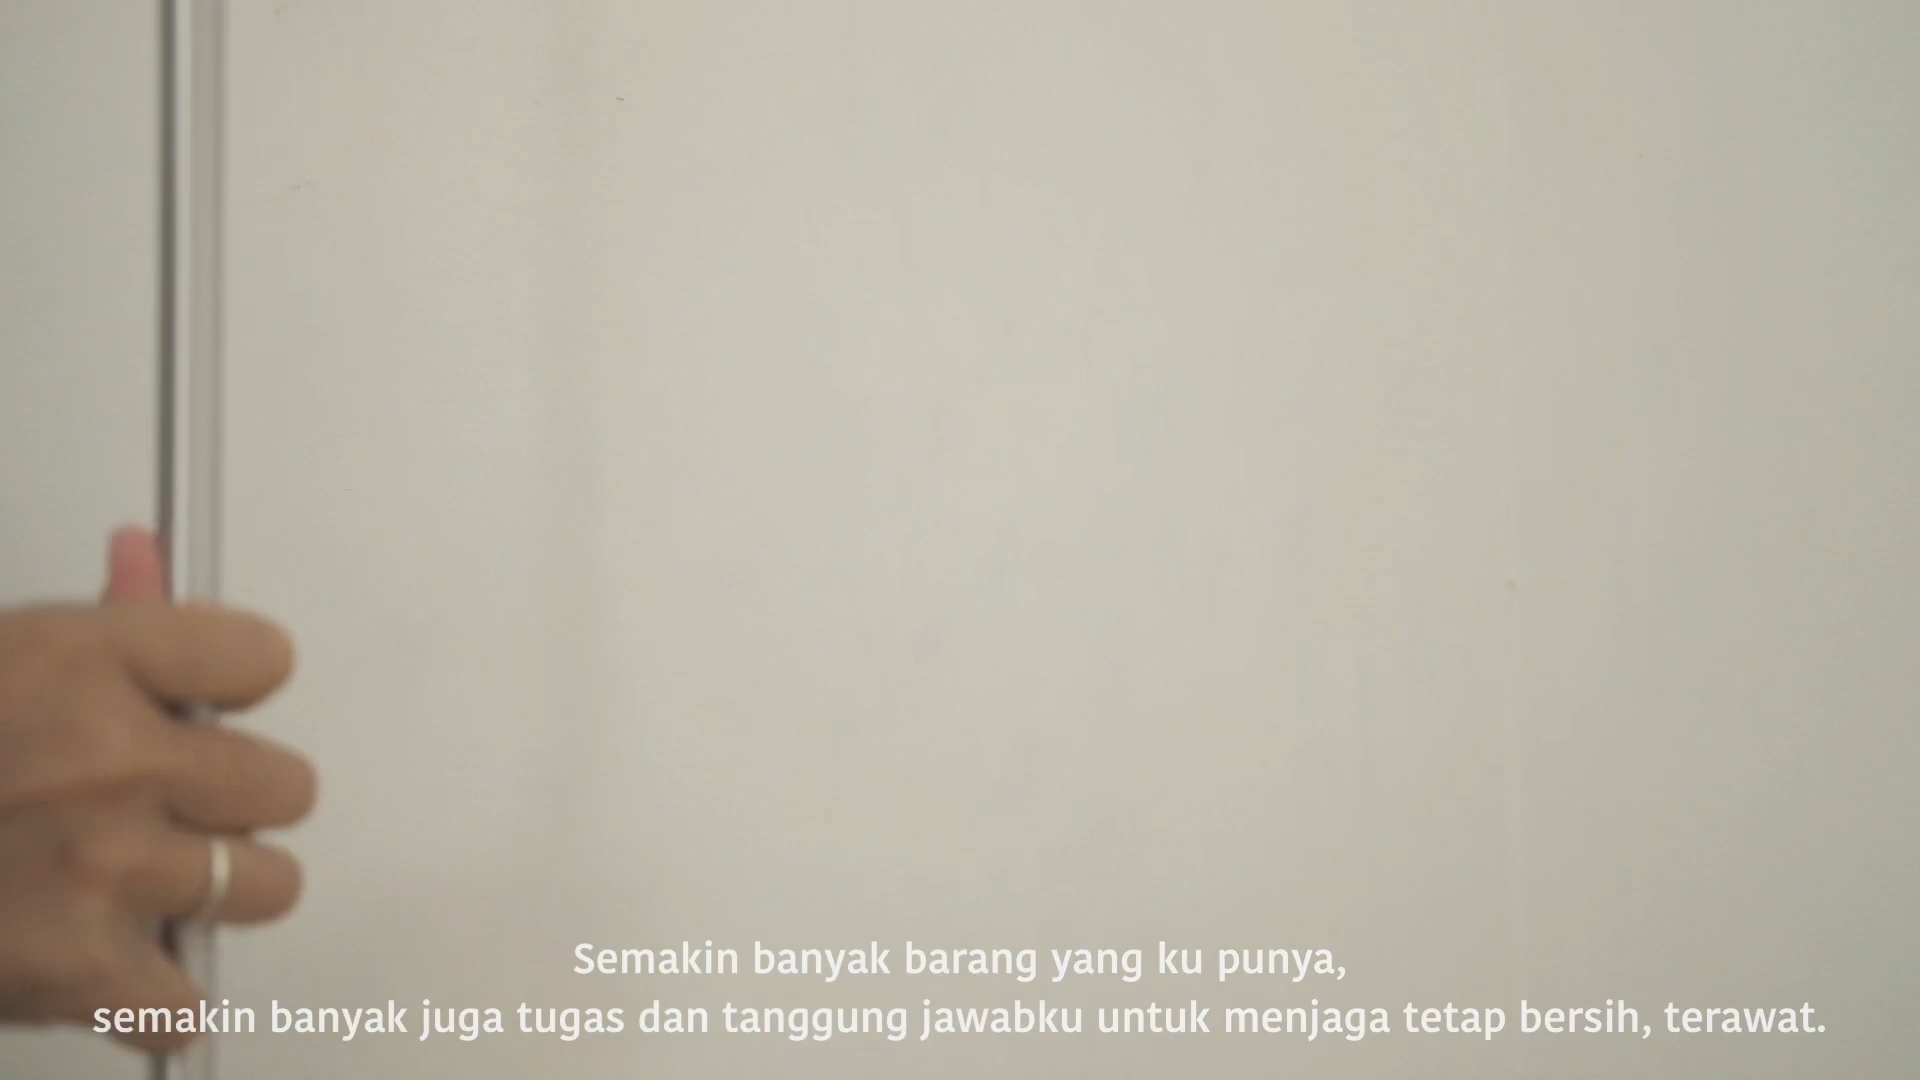 Semakin banyak barang yang ku punya,
semakin banyak juga tugas dan tanggung jawabku untuk menjaga tetap bersih, terawat.